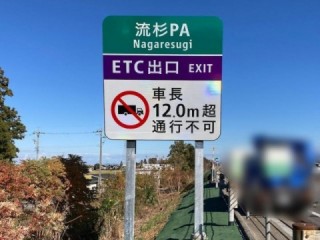 流杉PA
Nagaresugi
ETC出口 EXIT
車長
12.0m超
通行不可